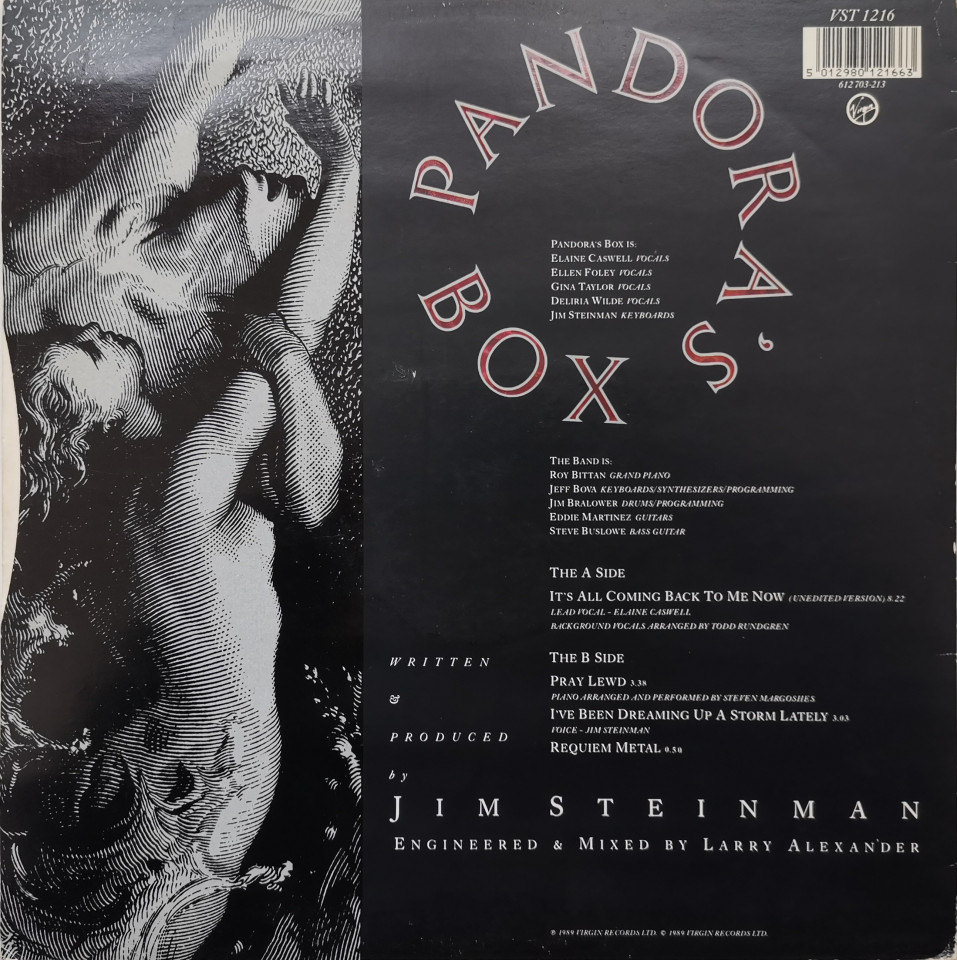 VST 1216
5 012980 121663
612 703-213
Virgin
PANDORA'S
BOX
PANDORA'S BOX IS:
ELAINE CASWELL VOCALS
ELLEN FOLEY VOCALS
GINA TAYLOR VOCALS
DELIRIA WILDE VOCALS
JIM STEINMAN KEYBOARDS
THE BAND IS:
ROY BITTAN GRAND PIANO
JEFF BOVA KEYBOARDS/SYNTHESIZERS/PROGRAMMING
JIM BRALOWER DRUMS/PROGRAMMING
EDDIE MARTINEZ GUITARS
STEVE BUSLOWE BASS GUITAR
THE A SIDE
IT'S ALL COMING BACK TO ME NOW (UNEDITED VERSION) 8.22
LEAD VOCAL – ELAINE CASWELL
BACKGROUND VOCALS ARRANGED BY TODD RUNDGREN
THE B SIDE
PRAY LEWD 3.38
PIANO ARRANGED AND PERFORMED BY STEVEN MARGOSHES
I'VE BEEN DREAMING UP A STORM LATELY 3.03
VOICE – JIM STEINMAN
REQUIEM METAL 0.50
WRITTEN
&
PRODUCED
by
JIM STEINMAN
ENGINEERED & MIXED BY LARRY ALEXANDER
℗ 1989 VIRGIN RECORDS LTD. © 1989 VIRGIN RECORDS LTD.